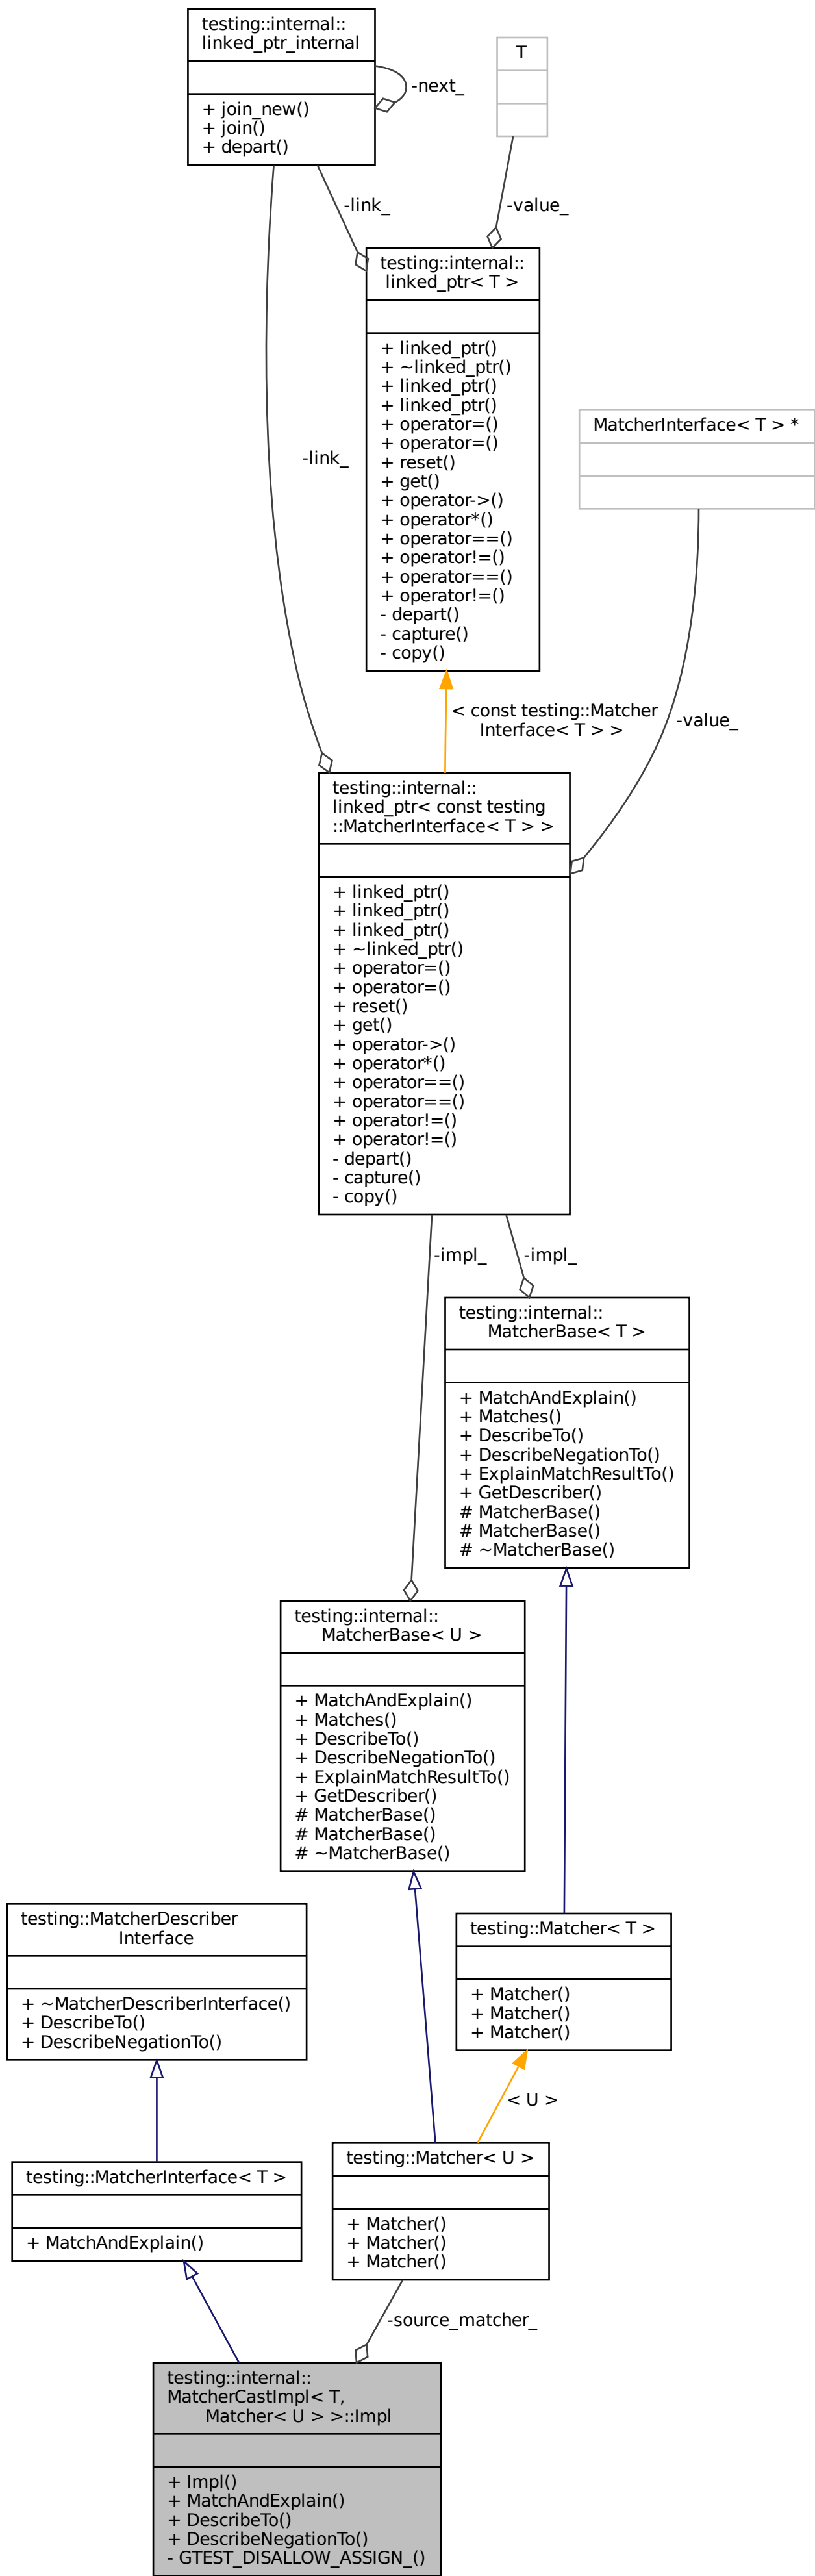 testing::internal::
linked_ptr_internal
+ join_new()
+ join()
+ depart()
-next_
T
-link_
-value_
testing::internal::
linked_ptr< T >
+ linked_ptr()
+ ~linked_ptr()
+ linked_ptr()
+ linked_ptr()
+ operator=()
+ operator=()
+ reset()
+ get()
+ operator->()
+ operator*()
+ operator==()
+ operator!=()
+ operator==()
+ operator!=()
- depart()
- capture()
- copy()
MatcherInterface< T > *
-link_
< const testing::Matcher
Interface< T > >
-value_
testing::internal::
linked_ptr< const testing
::MatcherInterface< T > >
+ linked_ptr()
+ linked_ptr()
+ linked_ptr()
+ ~linked_ptr()
+ operator=()
+ operator=()
+ reset()
+ get()
+ operator->()
+ operator*()
+ operator==()
+ operator==()
+ operator!=()
+ operator!=()
- depart()
- capture()
- copy()
-impl_
-impl_
testing::internal::
MatcherBase< T >
+ MatchAndExplain()
+ Matches()
+ DescribeTo()
+ DescribeNegationTo()
+ ExplainMatchResultTo()
+ GetDescriber()
# MatcherBase()
# MatcherBase()
# ~MatcherBase()
testing::internal::
MatcherBase< U >
+ MatchAndExplain()
+ Matches()
+ DescribeTo()
+ DescribeNegationTo()
+ ExplainMatchResultTo()
+ GetDescriber()
# MatcherBase()
# MatcherBase()
# ~MatcherBase()
testing::MatcherDescriber
Interface
+ ~MatcherDescriberInterface()
+ DescribeTo()
+ DescribeNegationTo()
testing::Matcher< T >
+ Matcher()
+ Matcher()
+ Matcher()
< U >
testing::MatcherInterface< T >
+ MatchAndExplain()
testing::Matcher< U >
+ Matcher()
+ Matcher()
+ Matcher()
-source_matcher_
testing::internal::
MatcherCastImpl< T,
Matcher< U > >::Impl
+ Impl()
+ MatchAndExplain()
+ DescribeTo()
+ DescribeNegationTo()
- GTEST_DISALLOW_ASSIGN_()